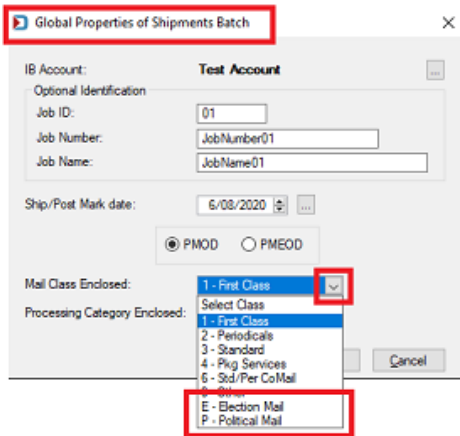 Global Properties of Shipments Batch
IB Account: Test Account ...
Optional Identification
Job ID: 01
Job Number: JobNumber01
Job Name: JobName01
Ship/Post Mark date: 6/08/2020 ...
PMOD PMEOD
Mail Class Enclosed: 1 - First Class
Select Class
Processing Category Enclosed: 1 - First Class
2 - Periodicals
3 - Standard
4 - Pkg Services
6 - Std/Per CoMail
Cancel
E - Election Mail
P - Political Mail